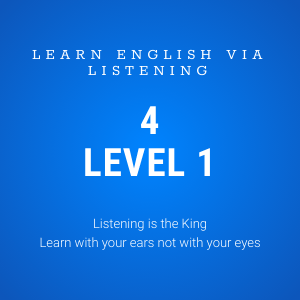 LEARN ENGLISH VIA
LISTENING
4
LEVEL 1
Listening is the King
Learn with your ears not with your eyes